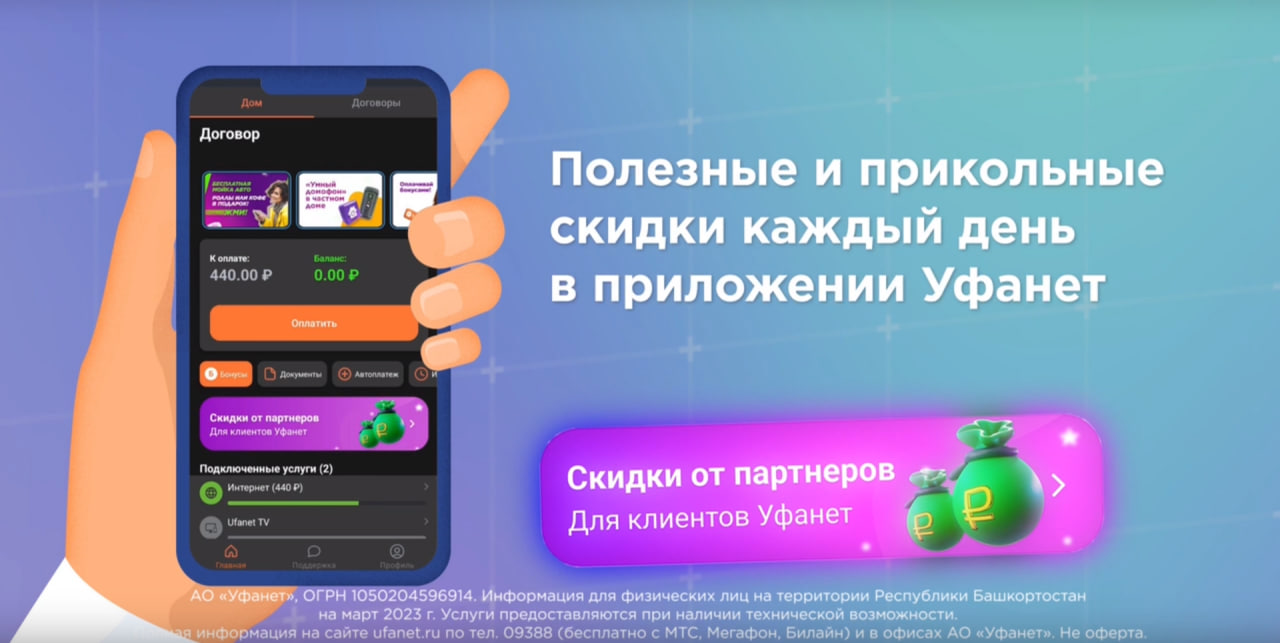 Дом
Договоры
Договор
БЕСПЛАТНАЯ
МОЙКА АВТО
РОЛЛЫ ИЛИ КОФЕ
В ПОДАРОК!
ЖМИ!
«Умный
домофон»
в частном
доме
Оплачивай
бонусами!
К оплате:
440.00 ₽
Баланс:
0.00 ₽
Оплатить
Б Бонусы
Документы
Автоплатеж
И
Скидки от партнеров
Для клиентов Уфанет
Подключенные услуги (2)
Интернет (440 ₽)
Ufanet TV
Главная
Поддержка
Профиль
Полезные и прикольные
скидки каждый день
в приложении Уфанет
Скидки от партнеров
Для клиентов Уфанет
АО «Уфанет», ОГРН 1050204596914. Информация для физических лиц на территории Республики Башкортостан
на март 2023 г. Услуги предоставляются при наличии технической возможности.
Полная информация на сайте ufanet.ru по тел. 09388 (бесплатно с МТС, Мегафон, Билайн) и в офисах АО «Уфанет». Не оферта.